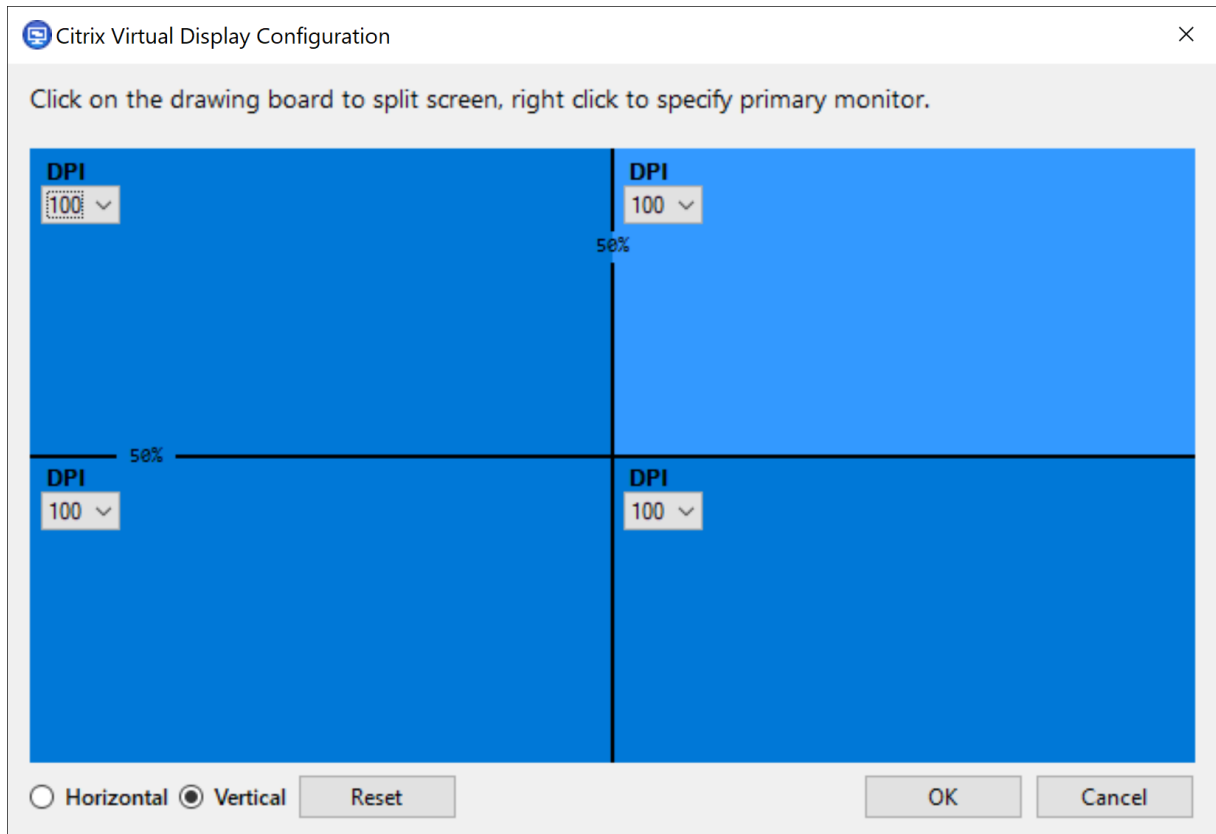 Citrix Virtual Display Configuration
Click on the drawing board to split screen, right click to specify primary monitor.
DPI
100
DPI
100
50%
50%
DPI
100
DPI
100
Horizontal Vertical Reset OK Cancel